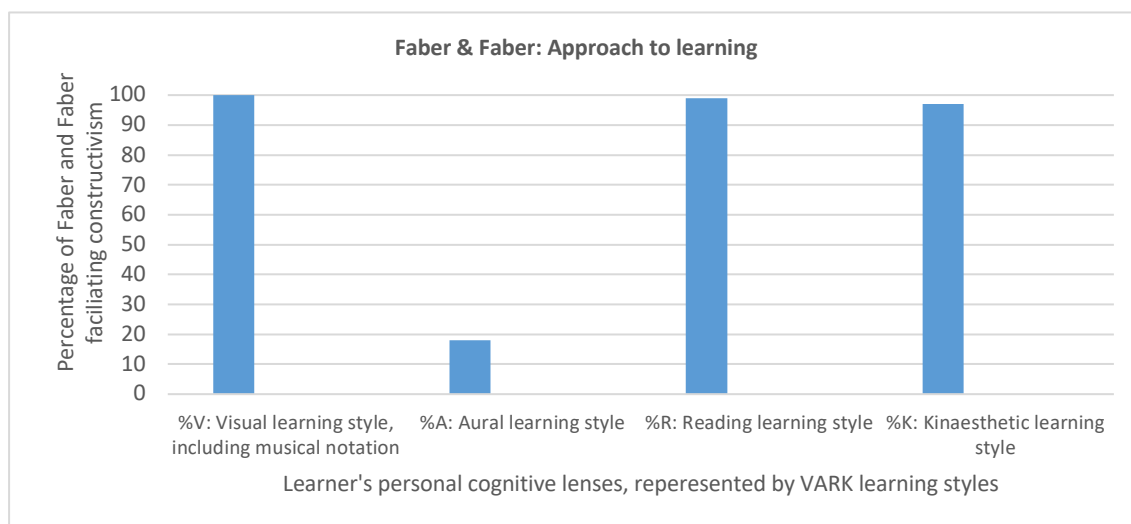 Faber & Faber: Approach to learning
Percentage of Faber and Faber
faciliating constructivism
100
90
80
70
60
50
40
30
20
10
0
%V: Visual learning style,
including musical notation
%A: Aural learning style
%R: Reading learning style
%K: Kinaesthetic learning
style
Learner's personal cognitive lenses, reperesented by VARK learning styles